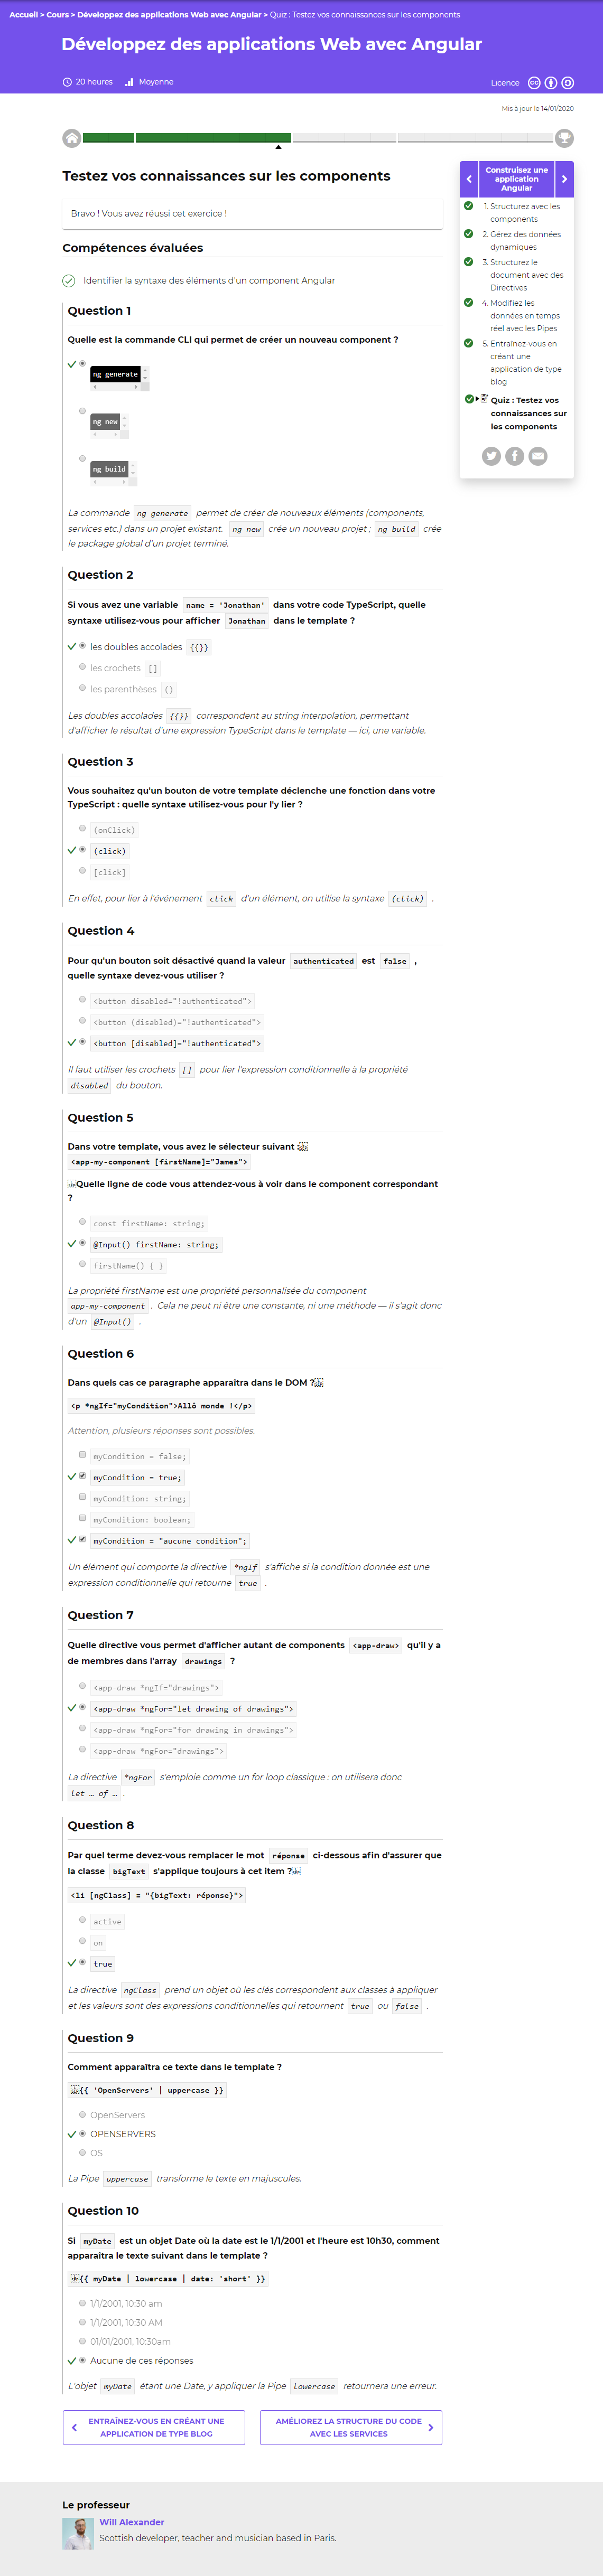 Accueil > Cours > Développez des applications Web avec Angular > Quiz : Testez vos connaissances sur les components
Développez des applications Web avec Angular
20 heures Moyenne
Licence
Mis à jour le 14/01/2020
Testez vos connaissances sur les components
Bravo ! Vous avez réussi cet exercice !
Compétences évaluées
Identifier la syntaxe des éléments d'un component Angular
Question 1
Quelle est la commande CLI qui permet de créer un nouveau component ?
ng generate
ng new
ng build
La commande ng generate permet de créer de nouveaux éléments (components,
services etc.) dans un projet existant. ng new crée un nouveau projet ; ng build crée
le package global d'un projet terminé.
Question 2
Si vous avez une variable name = 'Jonathan' dans votre code TypeScript, quelle
syntaxe utilisez-vous pour afficher Jonathan dans le template ?
les doubles accolades {{}}
les crochets []
les parenthèses ()
Les doubles accolades {{}} correspondent au string interpolation, permettant
d'afficher le résultat d'une expression TypeScript dans le template — ici, une variable.
Question 3
Vous souhaitez qu'un bouton de votre template déclenche une fonction dans votre
TypeScript : quelle syntaxe utilisez-vous pour l'y lier ?
(onClick)
(click)
[click]
En effet, pour lier à l'événement click d'un élément, on utilise la syntaxe (click) .
Question 4
Pour qu'un bouton soit désactivé quand la valeur authenticated est false ,
quelle syntaxe devez-vous utiliser ?
<button disabled="!authenticated">
<button (disabled)="!authenticated">
<button [disabled]="!authenticated">
Il faut utiliser les crochets [] pour lier l'expression conditionnelle à la propriété
disabled du bouton.
Question 5
Dans votre template, vous avez le sélecteur suivant :
<app-my-component [firstName]="James">
Quelle ligne de code vous attendez-vous à voir dans le component correspondant
?
const firstName: string;
@Input() firstName: string;
firstName() { }
La propriété firstName est une propriété personnalisée du component
app-my-component . Cela ne peut ni être une constante, ni une méthode — il s'agit donc
d'un @Input() .
Question 6
Dans quels cas ce paragraphe apparaîtra dans le DOM ?
<p *ngIf="myCondition">Allô monde !</p>
Attention, plusieurs réponses sont possibles.
myCondition = false;
myCondition = true;
myCondition: string;
myCondition: boolean;
myCondition = "aucune condition";
Un élément qui comporte la directive *ngIf s'affiche si la condition donnée est une
expression conditionnelle qui retourne true .
Question 7
Quelle directive vous permet d'afficher autant de components <app-draw> qu'il y a
de membres dans l'array drawings ?
<app-draw *ngIf="drawings">
<app-draw *ngFor="let drawing of drawings">
<app-draw *ngFor="for drawing in drawings">
<app-draw *ngFor="drawings">
La directive *ngFor s'emploie comme un for loop classique : on utilisera donc
let … of … .
Question 8
Par quel terme devez-vous remplacer le mot réponse ci-dessous afin d'assurer que
la classe bigText s'applique toujours à cet item ?
<li [ngClass] = "{bigText: réponse}">
active
on
true
La directive ngClass prend un objet où les clés correspondent aux classes à appliquer
et les valeurs sont des expressions conditionnelles qui retournent true ou false .
Question 9
Comment apparaîtra ce texte dans le template ?
{{ 'OpenServers' | uppercase }}
OpenServers
OPENSERVERS
OS
La Pipe uppercase transforme le texte en majuscules.
Question 10
Si myDate est un objet Date où la date est le 1/1/2001 et l'heure est 10h30, comment
apparaîtra le texte suivant dans le template ?
{{ myDate | lowercase | date: 'short' }}
1/1/2001, 10:30 am
1/1/2001, 10:30 AM
01/01/2001, 10:30am
Aucune de ces réponses
L'objet myDate étant une Date, y appliquer la Pipe lowercase retournera une erreur.
ENTRAÎNEZ-VOUS EN CRÉANT UNE
APPLICATION DE TYPE BLOG
AMÉLIOREZ LA STRUCTURE DU CODE
AVEC LES SERVICES
Construisez une
application
Angular
1. Structurez avec les
components
2. Gérez des données
dynamiques
3. Structurez le
document avec des
Directives
4. Modifiez les
données en temps
réel avec les Pipes
5. Entraînez-vous en
créant une
application de type
blog
Quiz : Testez vos
connaissances sur
les components
Le professeur
Will Alexander
Scottish developer, teacher and musician based in Paris.